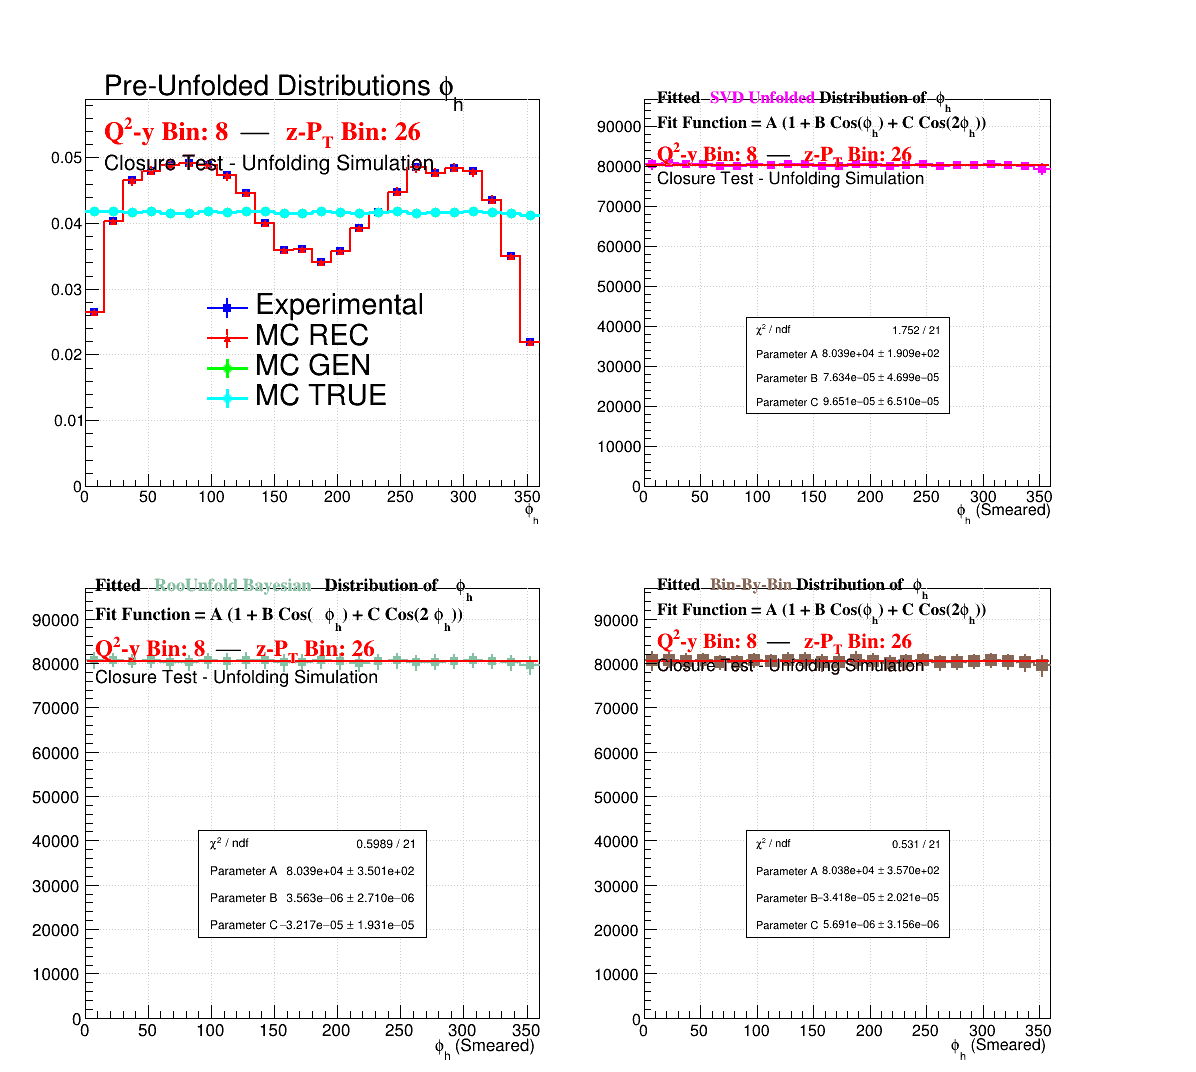 Pre-Unfolded Distributions ϕh
Q²-y Bin: 8 — z-PT Bin: 26
Closure Test - Unfolding Simulation
0.05
0.04
0.03
0.02
0.01
0
Experimental
MC REC
MC GEN
MC TRUE
0 50 100 150 200 250 300 350
ϕh
Fitted SVD Unfolded Distribution of ϕh
Fit Function = A (1 + B Cos(ϕh) + C Cos(2ϕh))
Q²-y Bin: 8 — z-PT Bin: 26
Closure Test - Unfolding Simulation
90000
80000
70000
60000
50000
40000
30000
20000
10000
0
χ² / ndf 1.752 / 21
Parameter A 8.039e+04 ± 1.909e+02
Parameter B 7.634e−05 ± 4.699e−05
Parameter C 9.651e−05 ± 6.510e−05
0 50 100 150 200 250 300 350
ϕh (Smeared)
Fitted RooUnfold Bayesian Distribution of ϕh
Fit Function = A (1 + B Cos( ϕh) + C Cos(2 ϕh))
Q²-y Bin: 8 — z-PT Bin: 26
Closure Test - Unfolding Simulation
90000
80000
70000
60000
50000
40000
30000
20000
10000
0
χ² / ndf 0.5989 / 21
Parameter A 8.039e+04 ± 3.501e+02
Parameter B 3.563e−06 ± 2.710e−06
Parameter C −3.217e−05 ± 1.931e−05
0 50 100 150 200 250 300 350
ϕh (Smeared)
Fitted Bin-By-Bin Distribution of ϕh
Fit Function = A (1 + B Cos(ϕh) + C Cos(2ϕh))
Q²-y Bin: 8 — z-PT Bin: 26
Closure Test - Unfolding Simulation
90000
80000
70000
60000
50000
40000
30000
20000
10000
0
χ² / ndf 0.531 / 21
Parameter A 8.038e+04 ± 3.570e+02
Parameter B −3.418e−05 ± 2.021e−05
Parameter C 5.691e−06 ± 3.156e−06
0 50 100 150 200 250 300 350
ϕh (Smeared)